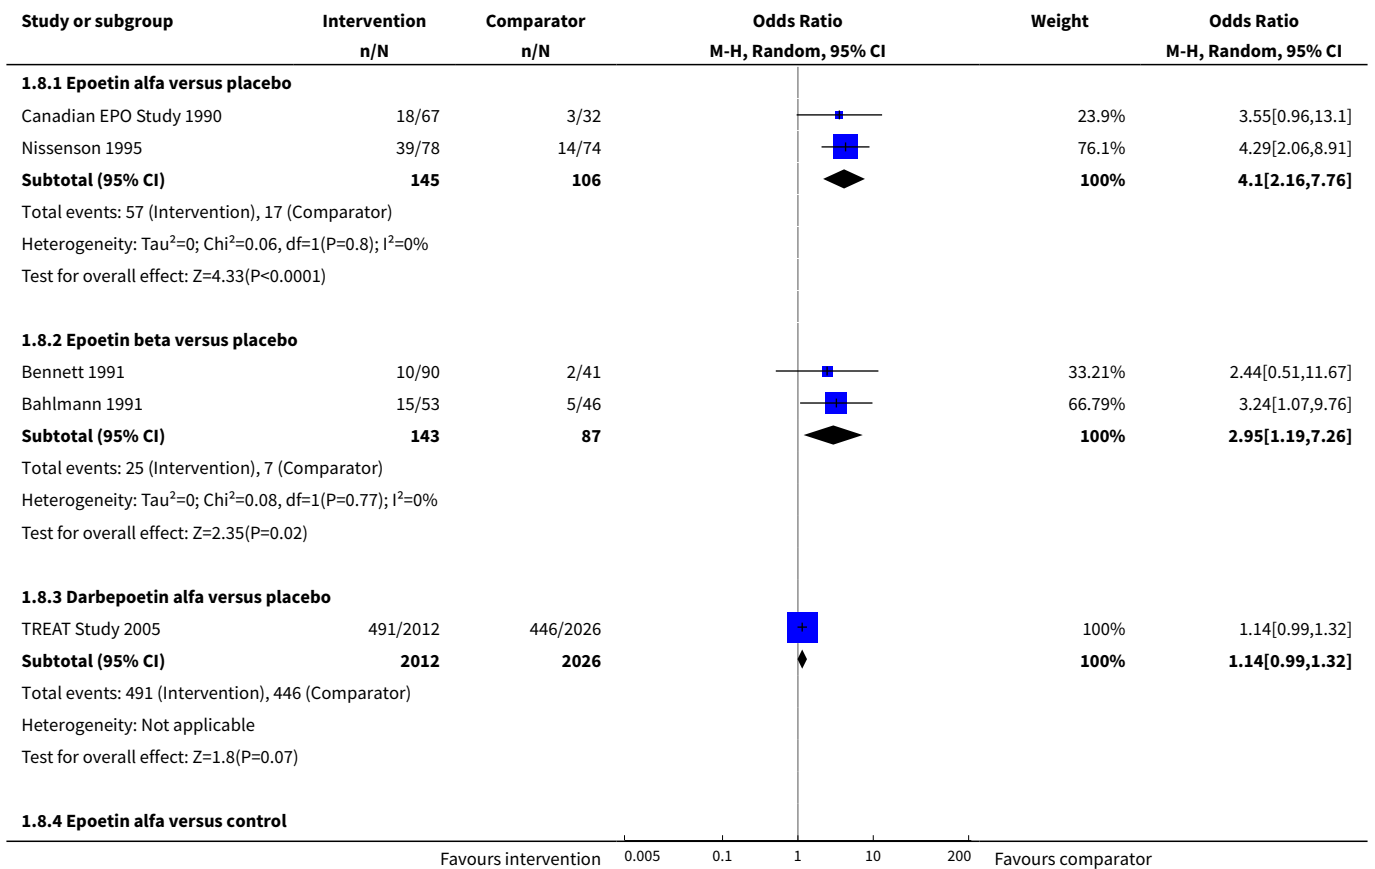 Study or subgroup Intervention Comparator Odds Ratio Weight Odds Ratio
n/N n/N M-H, Random, 95% CI M-H, Random, 95% CI
1.8.1 Epoetin alfa versus placebo
Canadian EPO Study 1990 18/67 3/32 23.9% 3.55[0.96,13.1]
Nissenson 1995 39/78 14/74 76.1% 4.29[2.06,8.91]
Subtotal (95% CI) 145 106 100% 4.1[2.16,7.76]
Total events: 57 (Intervention), 17 (Comparator)
Heterogeneity: Tau²=0; Chi²=0.06, df=1(P=0.8); I²=0%
Test for overall effect: Z=4.33(P<0.0001)
1.8.2 Epoetin beta versus placebo
Bennett 1991 10/90 2/41 33.21% 2.44[0.51,11.67]
Bahlmann 1991 15/53 5/46 66.79% 3.24[1.07,9.76]
Subtotal (95% CI) 143 87 100% 2.95[1.19,7.26]
Total events: 25 (Intervention), 7 (Comparator)
Heterogeneity: Tau²=0; Chi²=0.08, df=1(P=0.77); I²=0%
Test for overall effect: Z=2.35(P=0.02)
1.8.3 Darbepoetin alfa versus placebo
TREAT Study 2005 491/2012 446/2026 100% 1.14[0.99,1.32]
Subtotal (95% CI) 2012 2026 100% 1.14[0.99,1.32]
Total events: 491 (Intervention), 446 (Comparator)
Heterogeneity: Not applicable
Test for overall effect: Z=1.8(P=0.07)
1.8.4 Epoetin alfa versus control
Favours intervention 0.005 0.1 1 10 200 Favours comparator